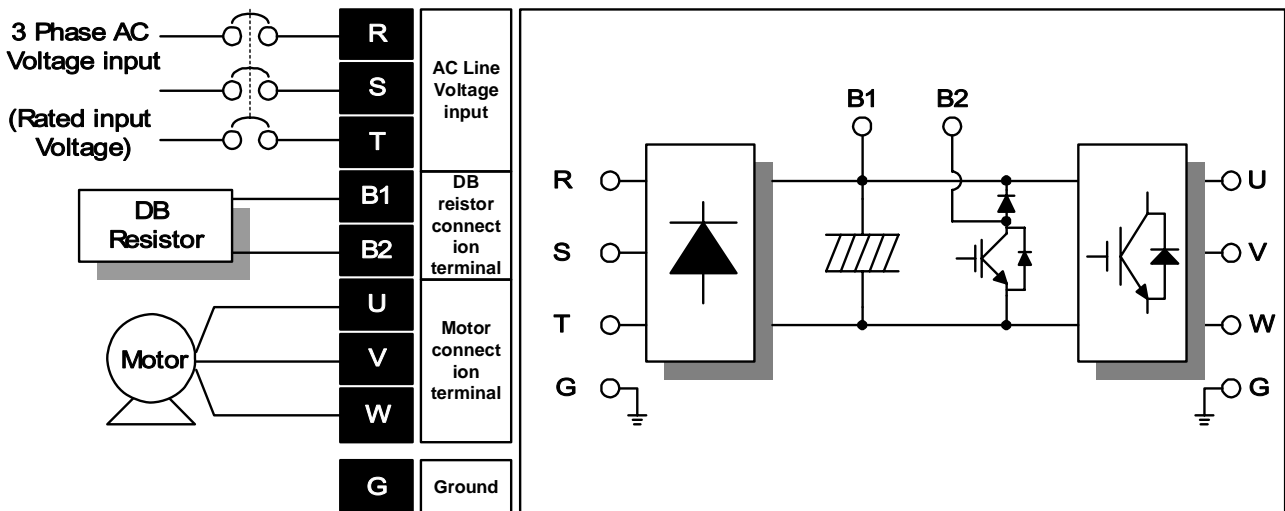 3 Phase AC
Voltage input
(Rated input
Voltage)
R
S
T
AC Line
Voltage
input
DB
Resistor
B1
B2
DB
reistor
connect
ion
terminal
Motor
U
V
W
Motor
connect
ion
terminal
G
Ground
B1
B2
R
S
T
G
U
V
W
G